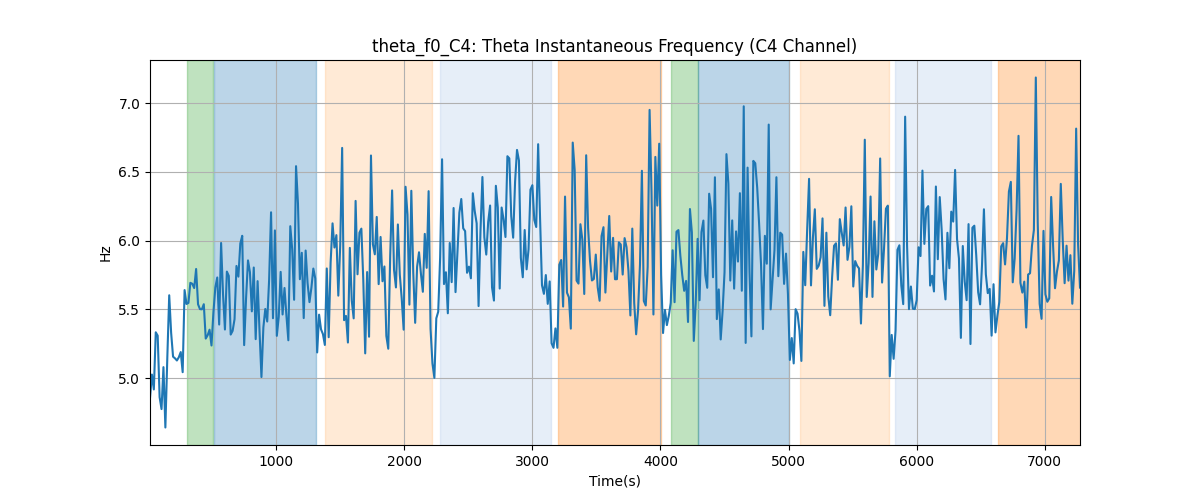 theta_f0_C4: Theta Instantaneous Frequency (C4 Channel)
Hz
7.0
6.5
6.0
5.5
5.0
1000 2000 3000 4000 5000 6000 7000
Time(s)